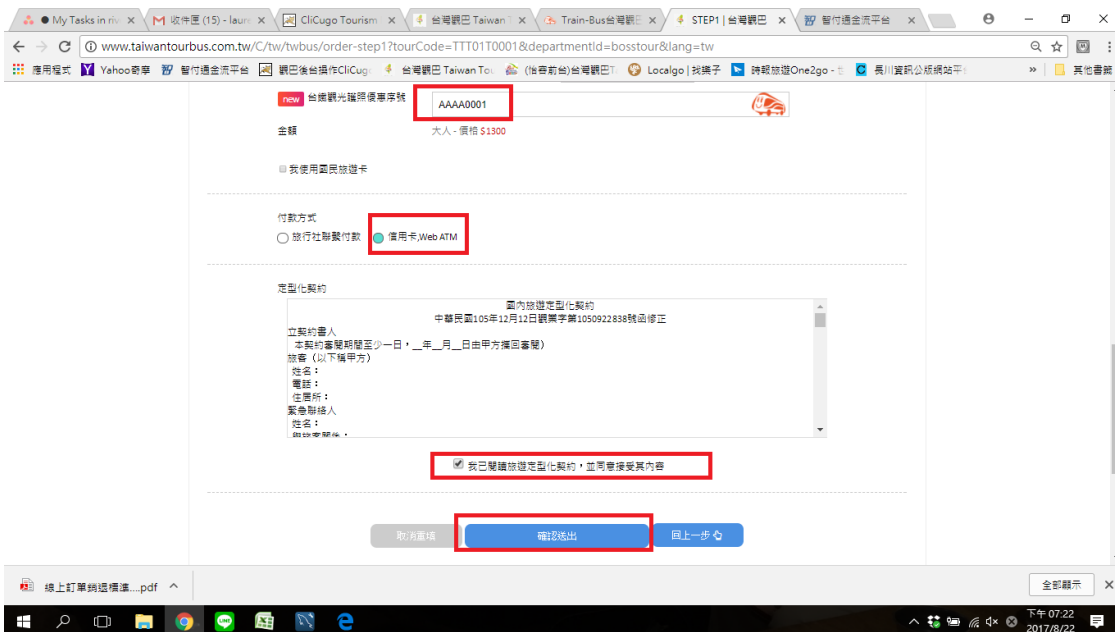 My Tasks in riv
收件匣 (15) - laure
CliCugo Tourism
台灣觀巴 Taiwan T
Train-Bus台灣觀巴
STEP1 | 台灣觀巴
智付通金流平台
www.taiwantourbus.com.tw/C/tw/twbus/order-step1?tourCode=TTT01T0001&departmentId=bosstour&lang=tw
應用程式
Yahoo奇摩
智付通金流平台
觀巴後台操作CliCugo
台灣觀巴 Taiwan Tou
(怡容前台)台灣觀巴T
Localgo | 找樂子
時報旅遊One2go -
長川資訊公版網站平台
»
其他書籤
new 台鐵觀光護照優惠序號
AAAA0001
金額
大人 - 價格 $1300
我使用國民旅遊卡
付款方式
旅行社聯繫付款
信用卡,Web ATM
定型化契約
國內旅遊定型化契約
中華民國105年12月12日觀業字第1050922838號函修正
立契約書人
本契約審閱期間至少一日，__年__月__日由甲方攜回審閱)
旅客（以下稱甲方）
姓名：
電話：
住居所：
緊急聯絡人
姓名：
與旅客關係：
我已閱讀旅遊定型化契約，並同意接受其內容
取消重填
確認送出
回上一步
線上訂單銷退標準....pdf
全部顯示
下午 07:22
2017/8/22